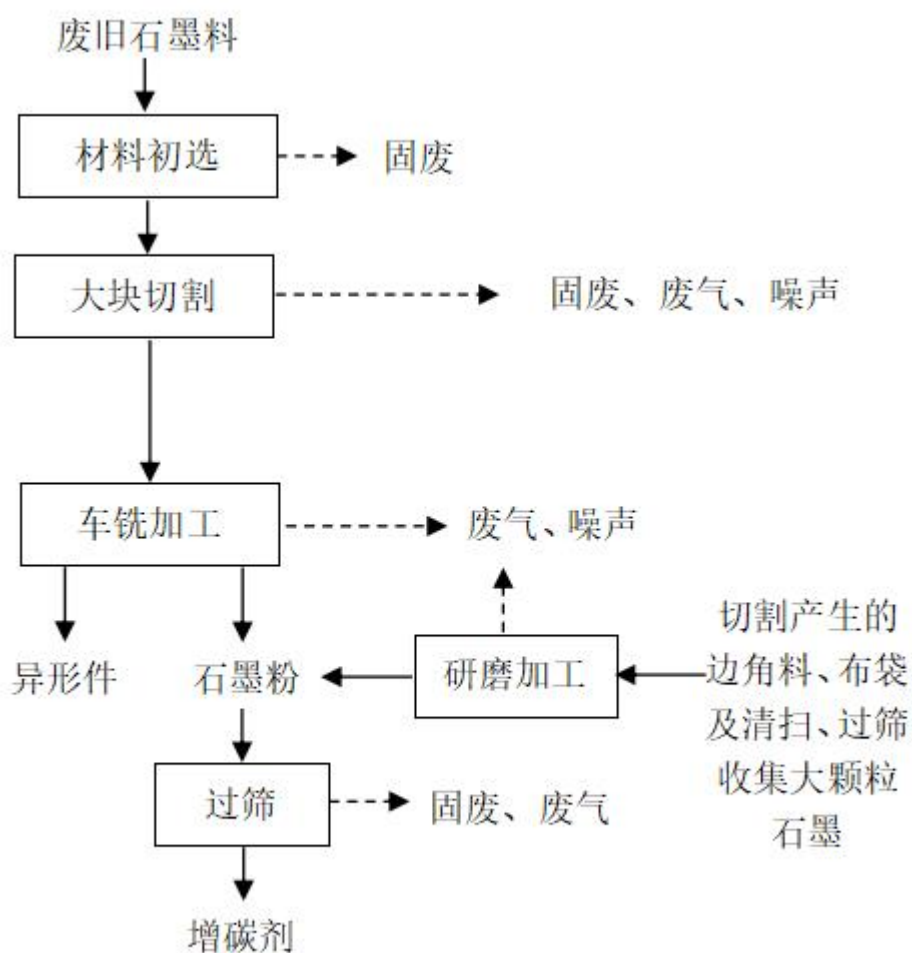 废旧石墨料
材料初选
固废
大块切割
固废、废气、噪声
车铣加工
废气、噪声
异形件
石墨粉
研磨加工
切割产生的
边角料、布袋
及清扫、过筛
收集大颗粒
石墨
过筛
固废、废气
增碳剂